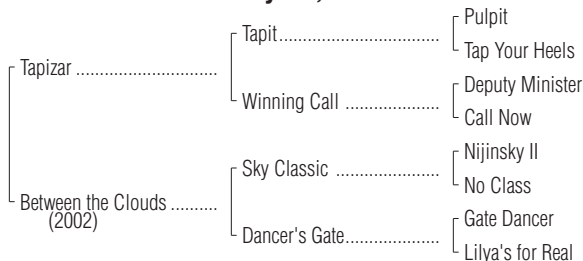 Pulpit
Tapit
Tap Your Heels
Tapizar
Deputy Minister
Winning Call
Call Now
Nijinsky II
Sky Classic
No Class
Between the Clouds
(2002)
Gate Dancer
Dancer's Gate
Lilya's for Real